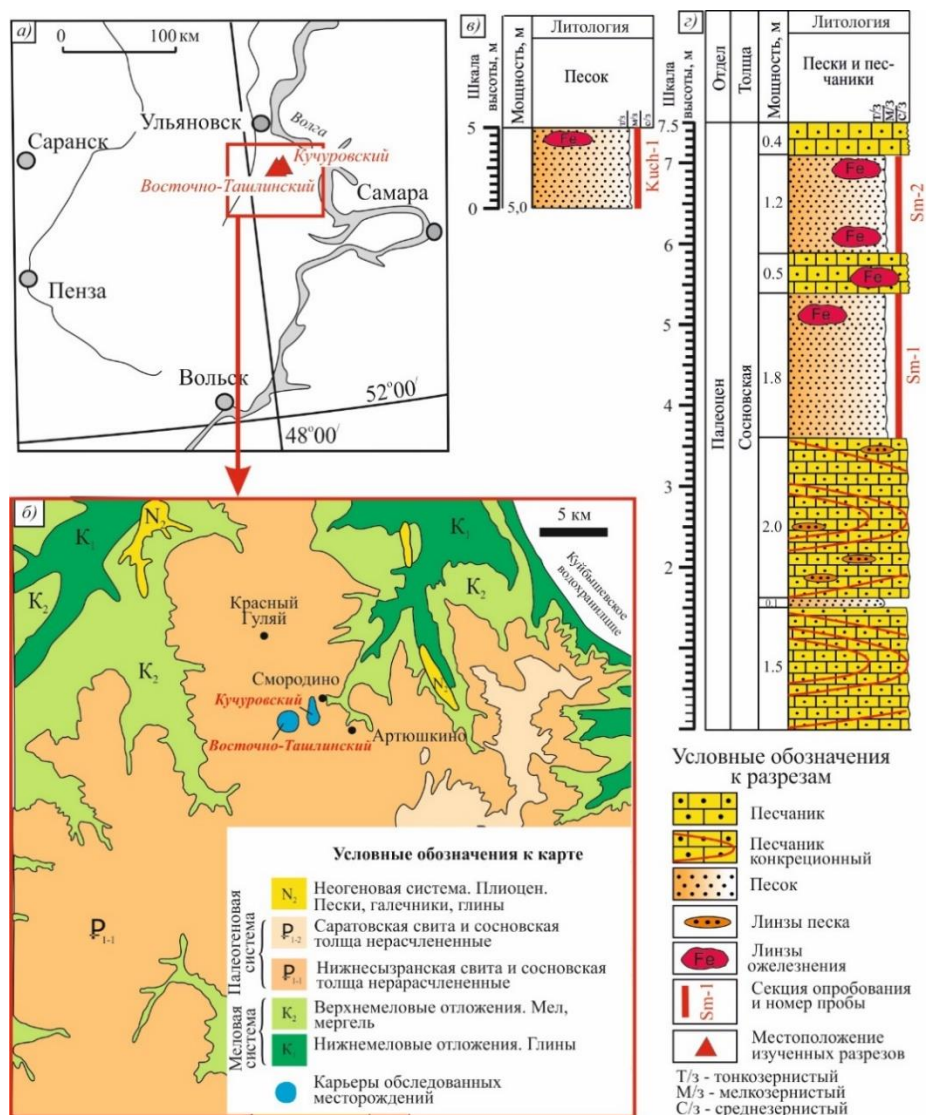 а)
0 100 км
Саранск
Ульяновск
Волга
Кучуровский
Восточно-Ташлинский
Самара
Пенза
Вольск
52°00'
48°00'
в)
Шкала высоты, м
Мощность, м
Литология
Песок
т/з
м/з
с/з
5
0
5,0
Kuch-1
г)
Шкала высоты, м
Отдел
Толща
Мощность, м
Литология
Пески и пес-
чаники
Т/з
М/з
С/з
7.5
7
6
5
4
3
2
Палеоцен
Сосновская
0.4
1.2
0.5
1.8
2.0
0.1
1.5
Fe
Fe
Fe
Fe
Sm-2
Sm-1
б)
K₁
N₂
K₁
5 км
Куйбышевское
водохранилище
K₂
K₂
Красный
Гуляй
K₂
Смородино
N₂
Кучуровский
Восточно-Ташлинский
Артюшкино
₽₁₋₁
Условные обозначения к карте
Палеогеновая система
Меловая система
N₂ Неогеновая система. Плиоцен.
Пески, галечники, глины
₽₁₋₂ Саратовская свита и сосновская
толща нерасчлененные
₽₁₋₁ Нижнесызранская свита и сосновская
толща нерарасчлененные
K₂ Верхнемеловые отложения. Мел,
мергель
K₁ Нижнемеловые отложения. Глины
Карьеры обследованных
месторождений
Условные обозначения
к разрезам
Песчаник
Песчаник
конкреционный
Песок
Линзы песка
Fe Линзы
ожелезнения
Sm-1 Секция опробования
и номер пробы
Местоположение
изученных разрезов
Т/з - тонкозернистый
М/з - мелкозернистый
С/з - среднезернистый